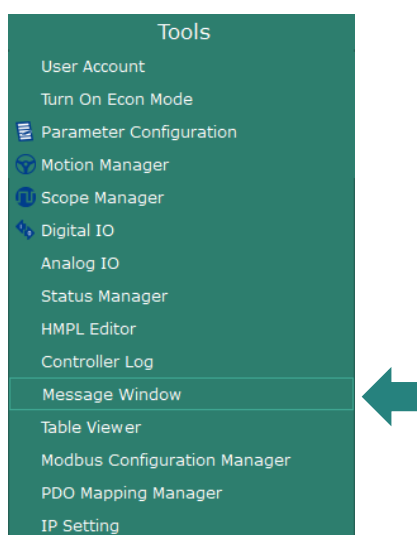 Tools
User Account
Turn On Econ Mode
Parameter Configuration
Motion Manager
Scope Manager
Digital IO
Analog IO
Status Manager
HMPL Editor
Controller Log
Message Window
Table Viewer
Modbus Configuration Manager
PDO Mapping Manager
IP Setting